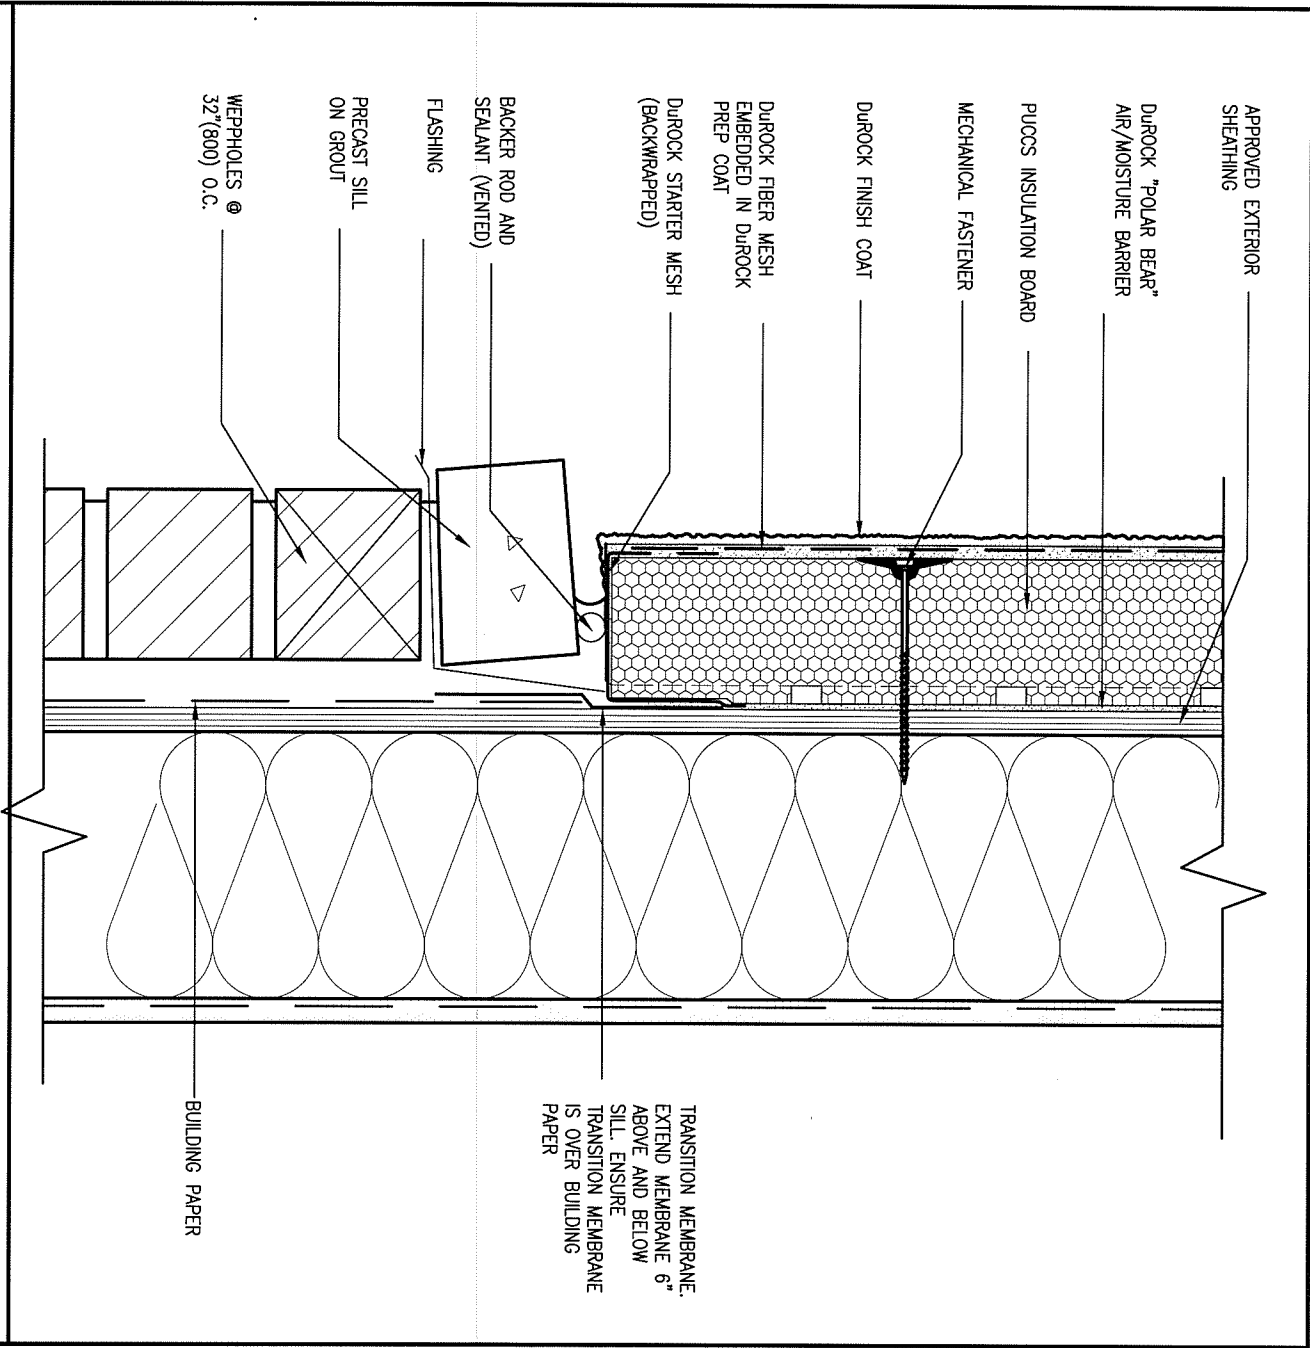 APPROVED EXTERIOR
SHEATHING
DuROCK "POLAR BEAR"
AIR/MOISTURE BARRIER
PUCCS INSULATION BOARD
MECHANICAL FASTENER
DuROCK FINISH COAT
DuROCK FIBER MESH
EMBEDDED IN DuROCK
PREP COAT
DuROCK STARTER MESH
(BACKWRAPPED)
BACKER ROD AND
SEALANT (VENTED)
FLASHING
PRECAST SILL
ON GROUT
WEPPHOLES @
32"(800) O.C.
TRANSITION MEMBRANE.
EXTEND MEMBRANE 6"
ABOVE AND BELOW
SILL. ENSURE
TRANSITION MEMBRANE
IS OVER BUILDING
PAPER
BUILDING PAPER